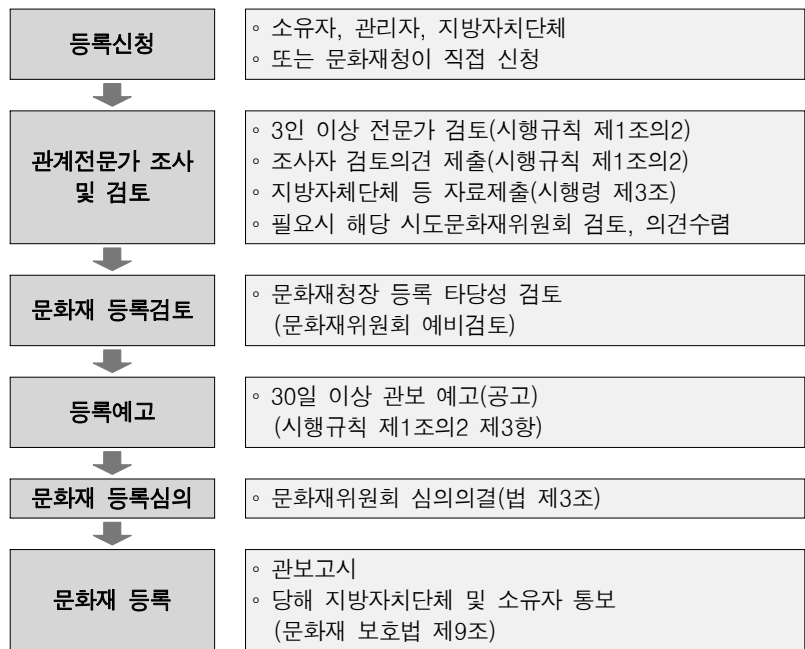 등록신청
◦ 소유자, 관리자, 지방자치단체
◦ 또는 문화재청이 직접 신청
관계전문가 조사
및 검토
◦ 3인 이상 전문가 검토(시행규칙 제1조의2)
◦ 조사자 검토의견 제출(시행규칙 제1조의2)
◦ 지방자체단체 등 자료제출(시행령 제3조)
◦ 필요시 해당 시도문화재위원회 검토, 의견수렴
문화재 등록검토
◦ 문화재청장 등록 타당성 검토
(문화재위원회 예비검토)
등록예고
◦ 30일 이상 관보 예고(공고)
(시행규칙 제1조의2 제3항)
문화재 등록심의
◦ 문화재위원회 심의의결(법 제3조)
문화재 등록
◦ 관보고시
◦ 당해 지방자치단체 및 소유자 통보
(문화재 보호법 제9조)